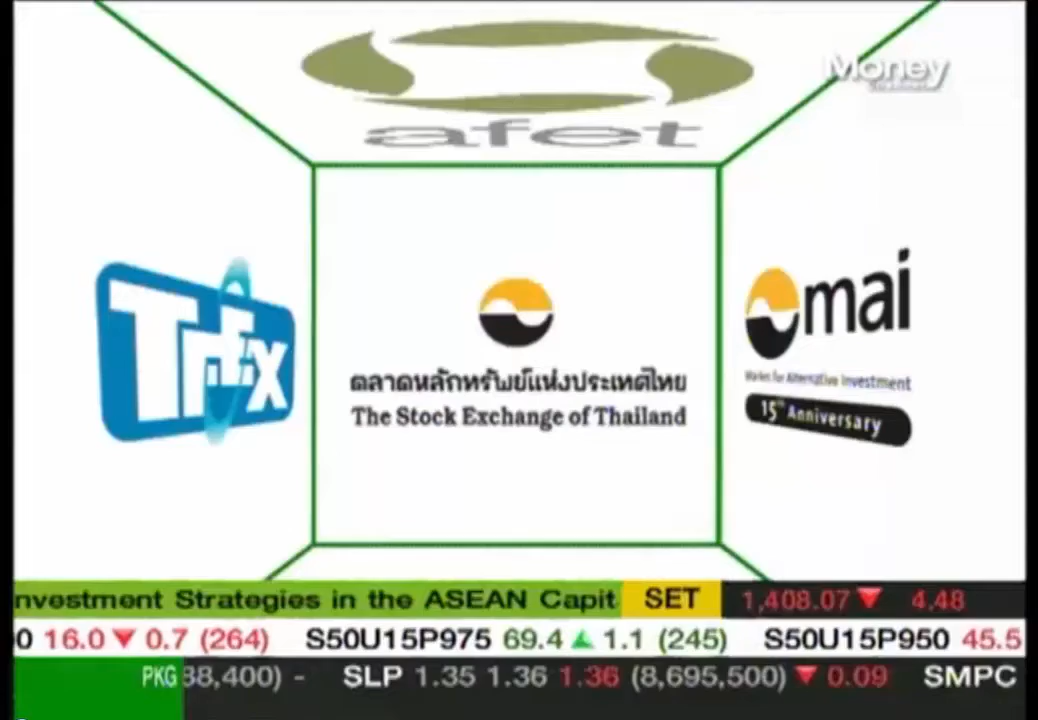 afet
Money
TIFEX
ตลาดหลักทรัพย์แห่งประเทศไทย
The Stock Exchange of Thailand
mai
Market for Alternative Investment
15th Anniversary
nvestment Strategies in the ASEAN Capit SET 1,408.07 ▼ 4.48
0 16.0 ▼ 0.7 (264) S50U15P975 69.4 ▲ 1.1 (245) S50U15P950 45.5
PKG 38,400) - SLP 1.35 1.36 1.36 (8,695,500) ▼ 0.09 SMPC